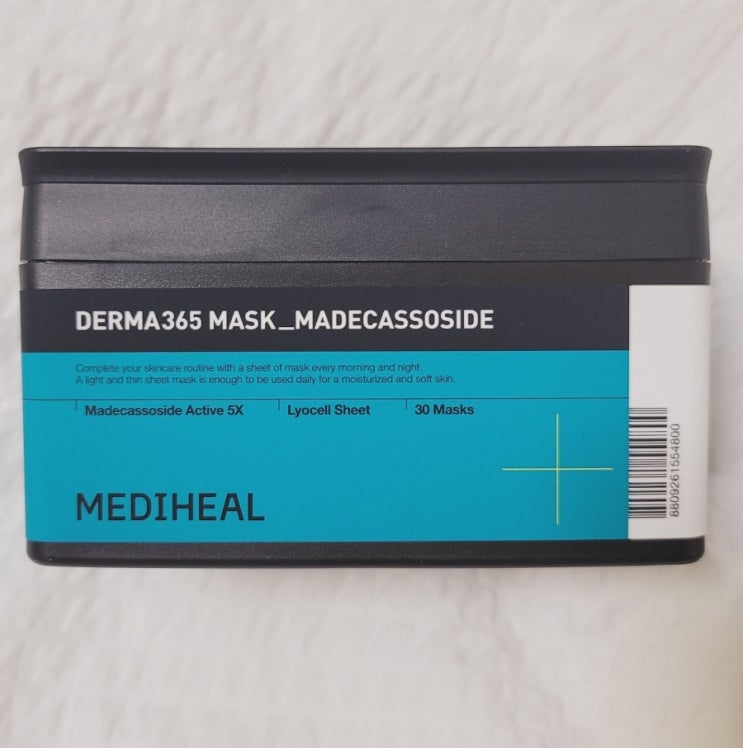 DERMA365 MASK_MADECASSOSIDE
Complete your skincare routine with a sheet of mask every morning and night.
A light and thin sheet mask is enough to be used daily for a moisturized and soft skin.
Madecassoside Active 5X
Lyocell Sheet
30 Masks
MEDIHEAL
8809261554800